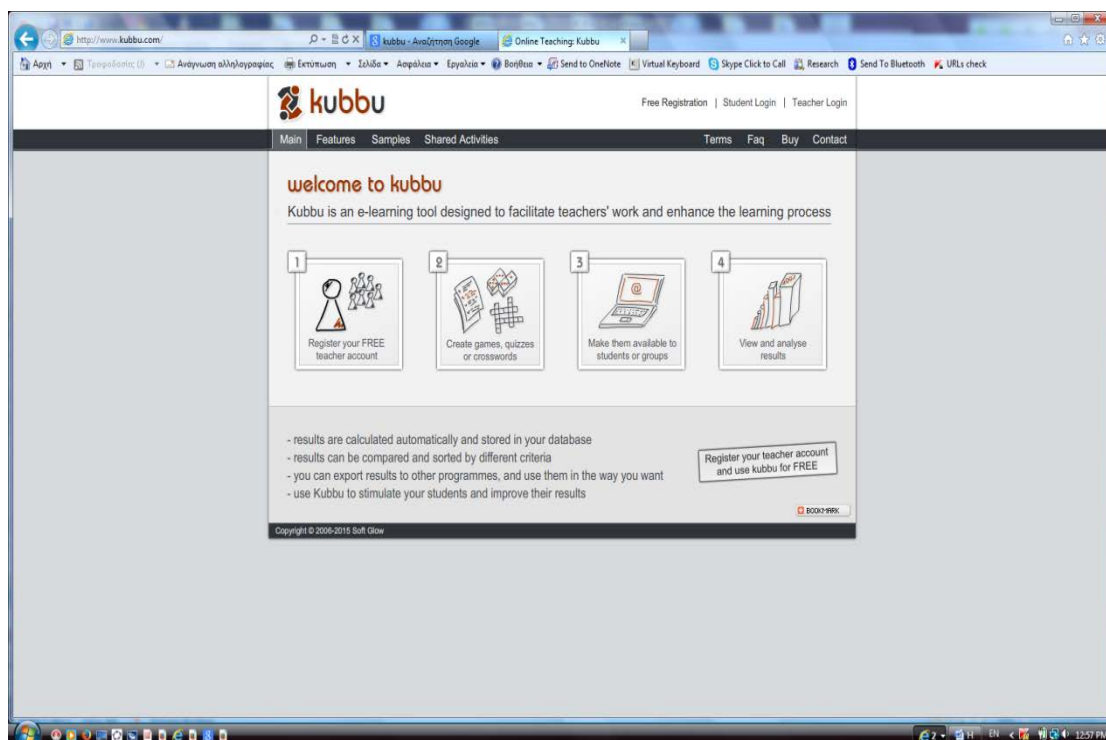 http://www.kubbu.com/
kubbu - Αναζήτηση Google
Online Teaching: Kubbu
Αρχή
Τροφοδοσίες (J)
Ανάγνωση αλληλογραφίας
Εκτύπωση
Σελίδα
Ασφάλεια
Εργαλεία
Βοήθεια
Send to OneNote
Virtual Keyboard
Skype Click to Call
Research
Send To Bluetooth
URLs check
kubbu
Free Registration | Student Login | Teacher Login
Main Features Samples Shared Activities
Terms Faq Buy Contact
welcome to kubbu
Kubbu is an e-learning tool designed to facilitate teachers' work and enhance the learning process
1
Register your FREE
teacher account
2
Create games, quizzes
or crosswords
3
@
Make them available to
students or groups
4
View and analyse
results
- results are calculated automatically and stored in your database
- results can be compared and sorted by different criteria
- you can export results to other programmes, and use them in the way you want
- use Kubbu to stimulate your students and improve their results
Register your teacher account
and use kubbu for FREE
BOOKMARK
Copyright © 2006-2015 Soft Glow
2
H
EN
12:57 PM